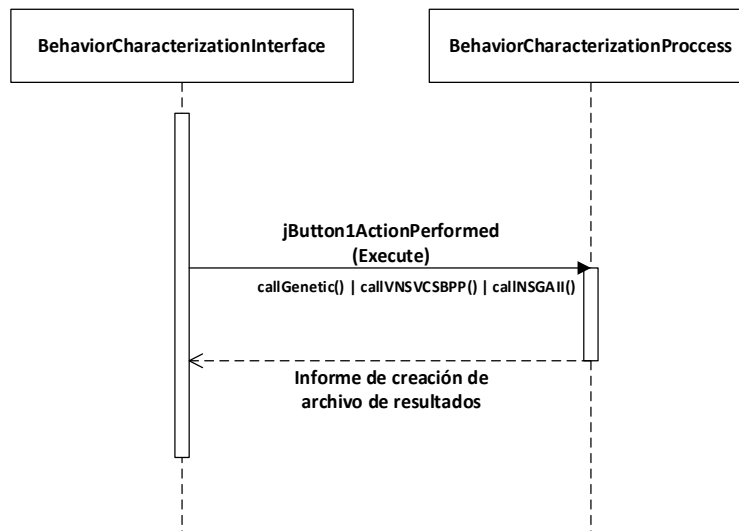 BehaviorCharacterizationInterface
BehaviorCharacterizationProccess
jButton1ActionPerformed
(Execute)
callGenetic() | callVNSVCSBPP() | callNSGAII()
Informe de creación de
archivo de resultados